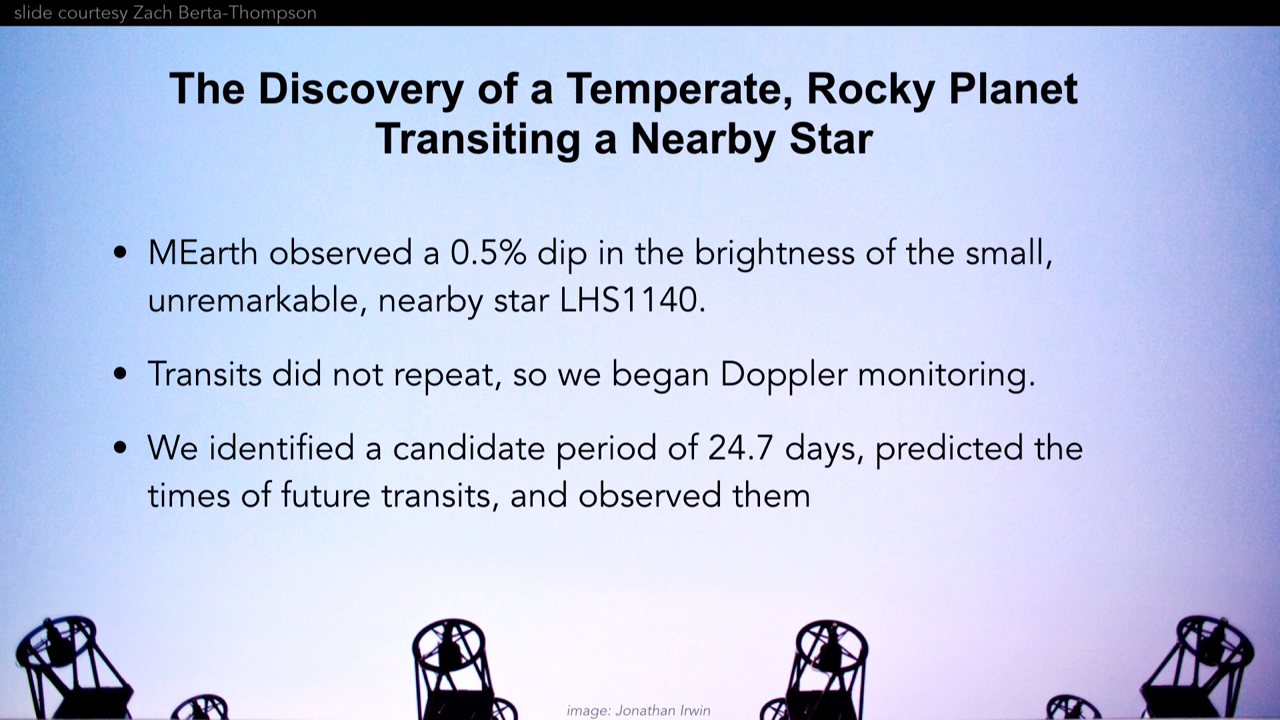 slide courtesy Zach Berta-Thompson
The Discovery of a Temperate, Rocky Planet
Transiting a Nearby Star
• MEarth observed a 0.5% dip in the brightness of the small,
unremarkable, nearby star LHS1140.
• Transits did not repeat, so we began Doppler monitoring.
• We identified a candidate period of 24.7 days, predicted the
times of future transits, and observed them
image: Jonathan Irwin